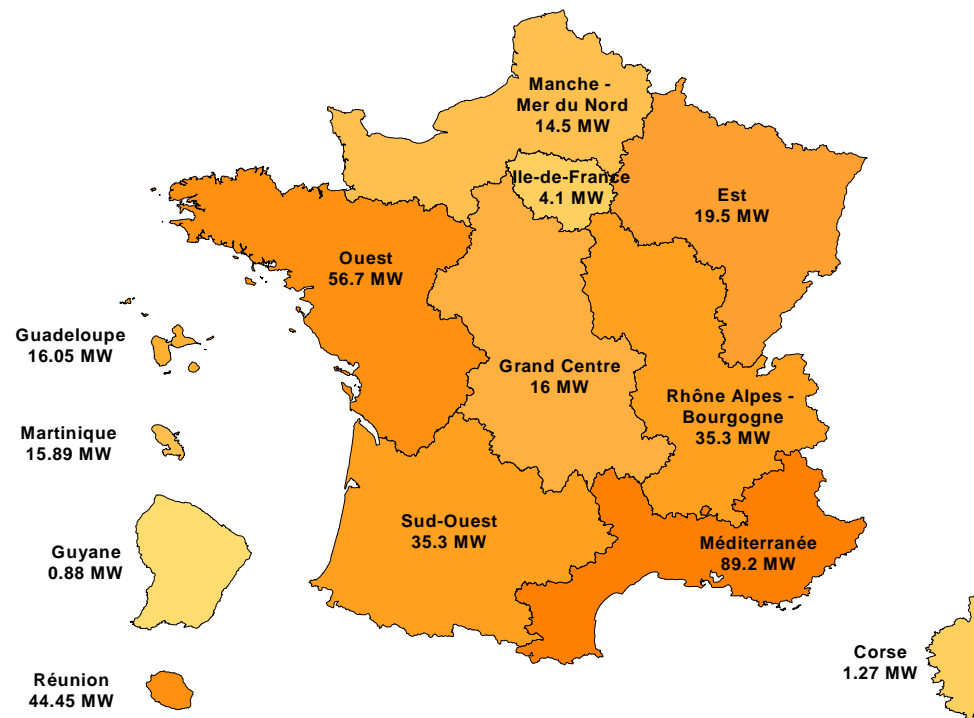 Manche -
Mer du Nord
14.5 MW
Ile-de-France
4.1 MW
Est
19.5 MW
Ouest
56.7 MW
Guadeloupe
16.05 MW
Grand Centre
16 MW
Rhône Alpes -
Bourgogne
35.3 MW
Martinique
15.89 MW
Sud-Ouest
35.3 MW
Méditerranée
89.2 MW
Guyane
0.88 MW
Corse
1.27 MW
Réunion
44.45 MW